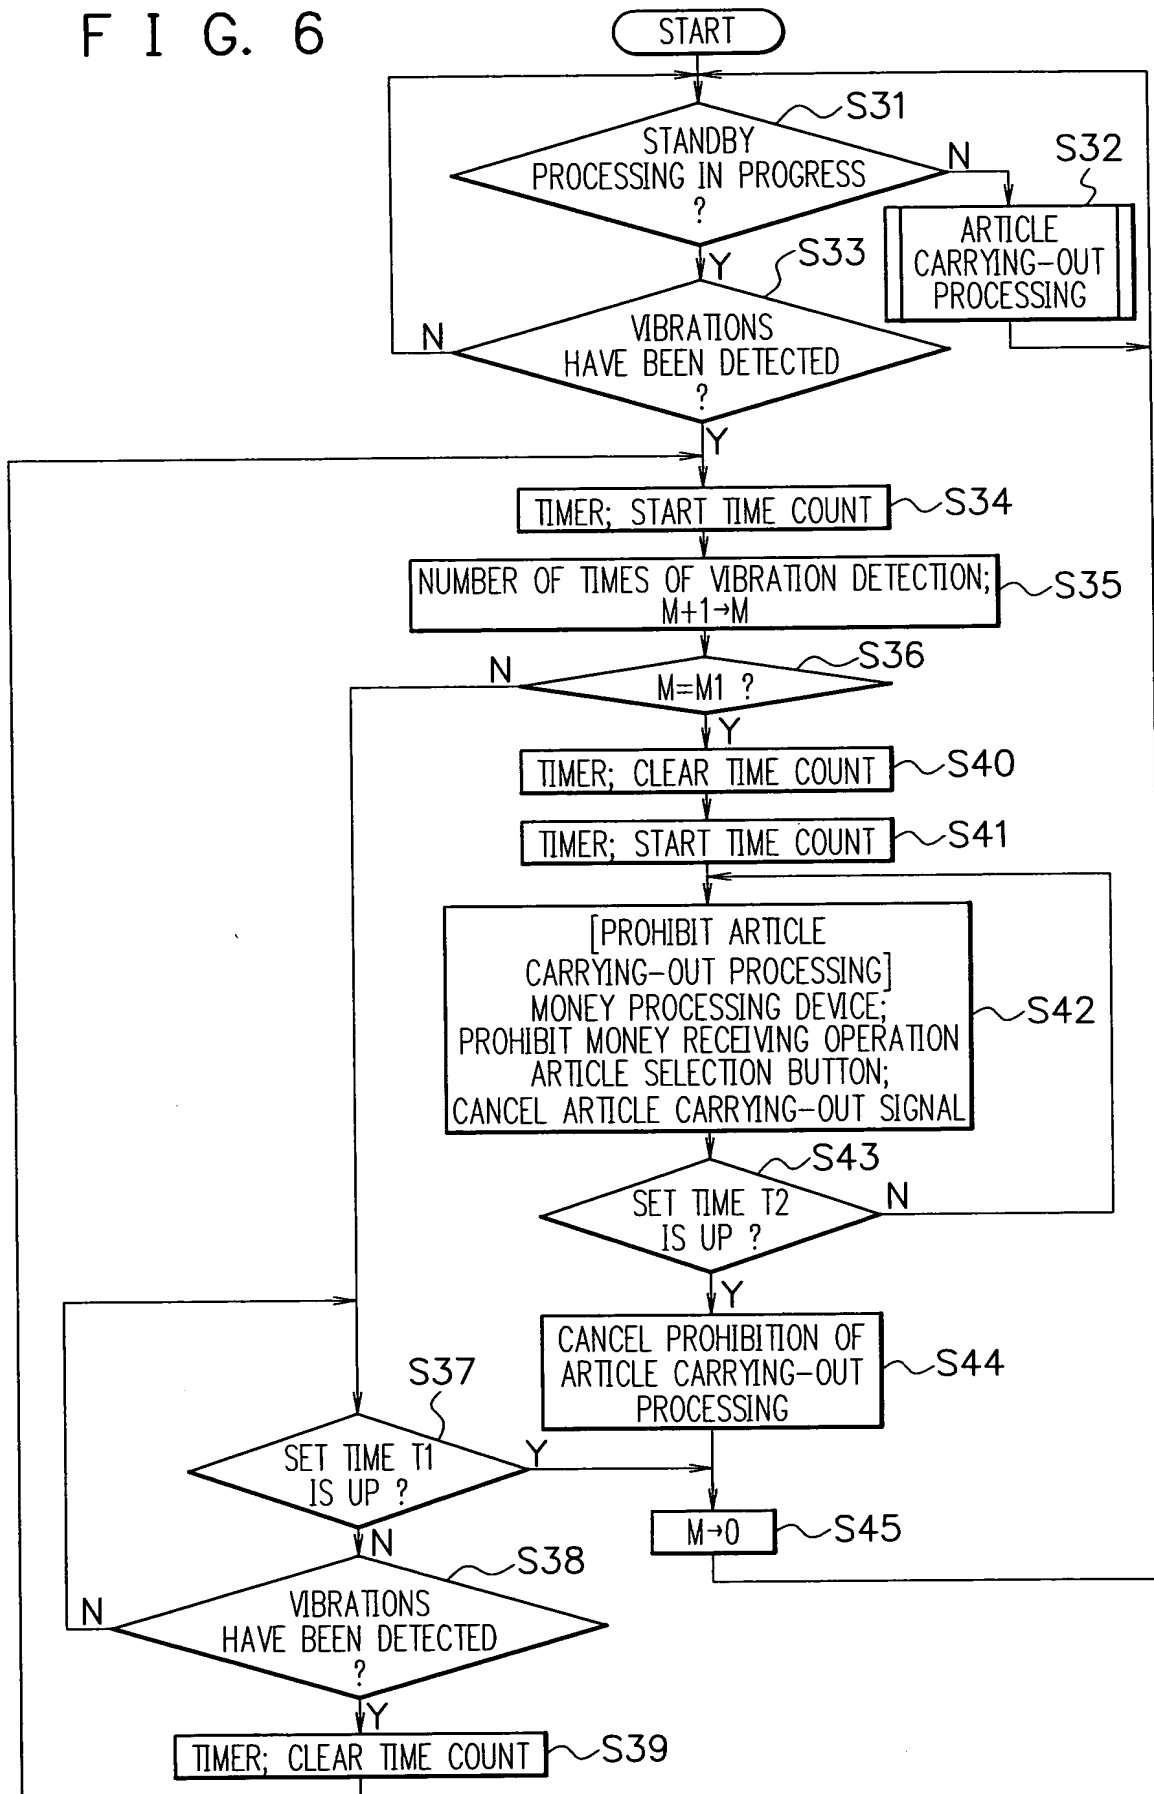 FIG. 6
START
S31
STANDBY
PROCESSING IN PROGRESS
?
N
S32
ARTICLE
CARRYING-OUT
PROCESSING
Y
S33
VIBRATIONS
HAVE BEEN DETECTED
?
N
Y
TIMER; START TIME COUNT
S34
NUMBER OF TIMES OF VIBRATION DETECTION;
M+1→M
S35
S36
M=M1 ?
N
Y
TIMER; CLEAR TIME COUNT
S40
TIMER; START TIME COUNT
S41
[PROHIBIT ARTICLE
CARRYING-OUT PROCESSING]
MONEY PROCESSING DEVICE;
PROHIBIT MONEY RECEIVING OPERATION
ARTICLE SELECTION BUTTON;
CANCEL ARTICLE CARRYING-OUT SIGNAL
S42
S43
SET TIME T2
IS UP ?
N
Y
CANCEL PROHIBITION OF
ARTICLE CARRYING-OUT
PROCESSING
S44
S37
SET TIME T1
IS UP ?
Y
N
M→0
S45
S38
VIBRATIONS
HAVE BEEN DETECTED
?
N
Y
TIMER; CLEAR TIME COUNT
S39